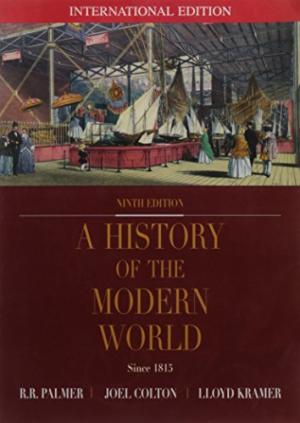 INTERNATIONAL EDITION
NINTH EDITION
A HISTORY
OF THE
MODERN
WORLD
Since 1815
R.R. PALMER | JOEL COLTON | LLOYD KRAMER